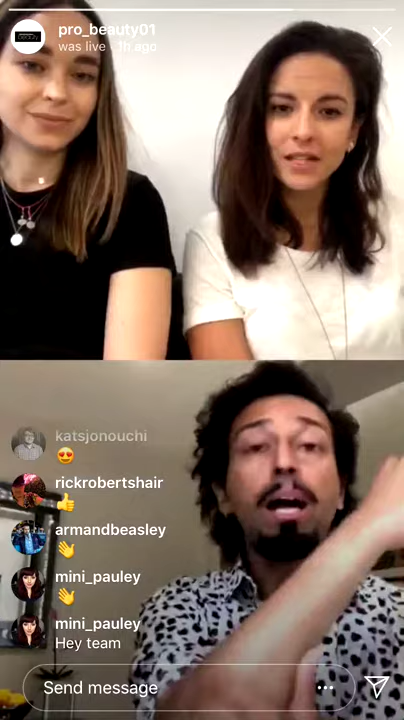 pro_beauty01
was live · 1h ago
katsjonouchi
😍
rickrobertshair
👍
armandbeasley
👋
mini_pauley
👋
mini_pauley
Hey team
Send message